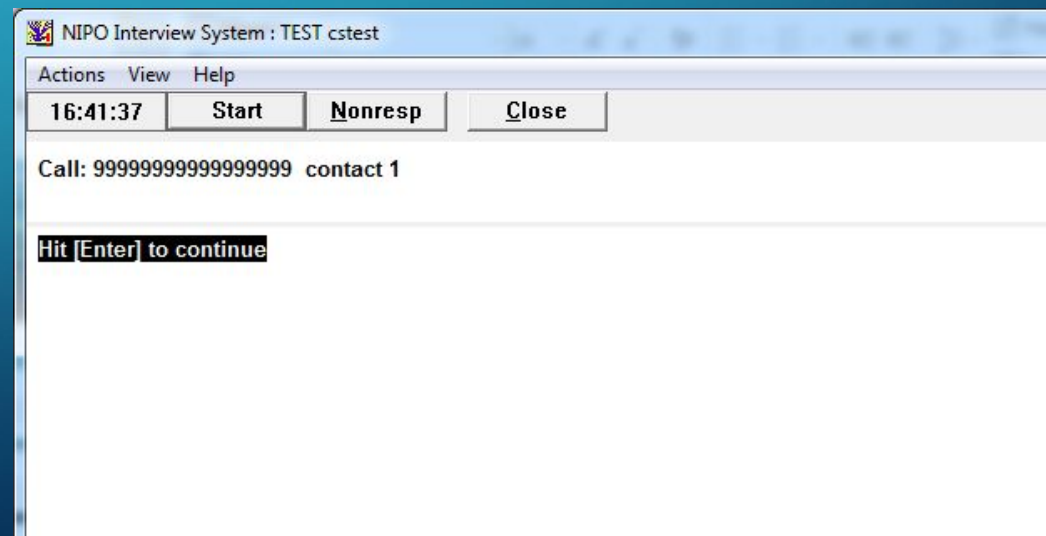 NIPO Interview System : TEST cstest
Actions View Help
16:41:37 Start Nonresp Close
Call: 99999999999999999 contact 1
Hit [Enter] to continue